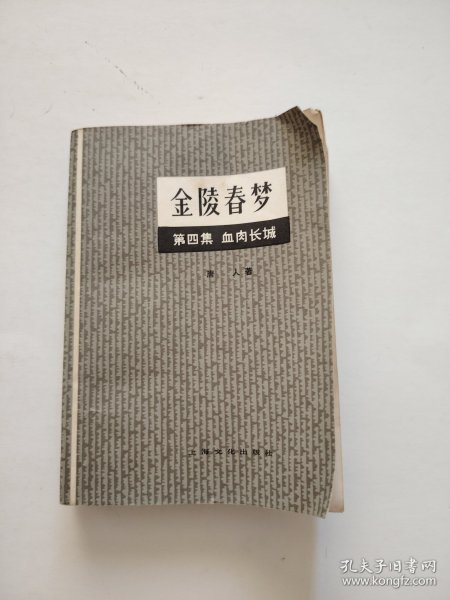 金陵春梦
第四集 血肉长城
唐 人著
上海文化出版社
孔夫子旧书网
www.kongfz.com